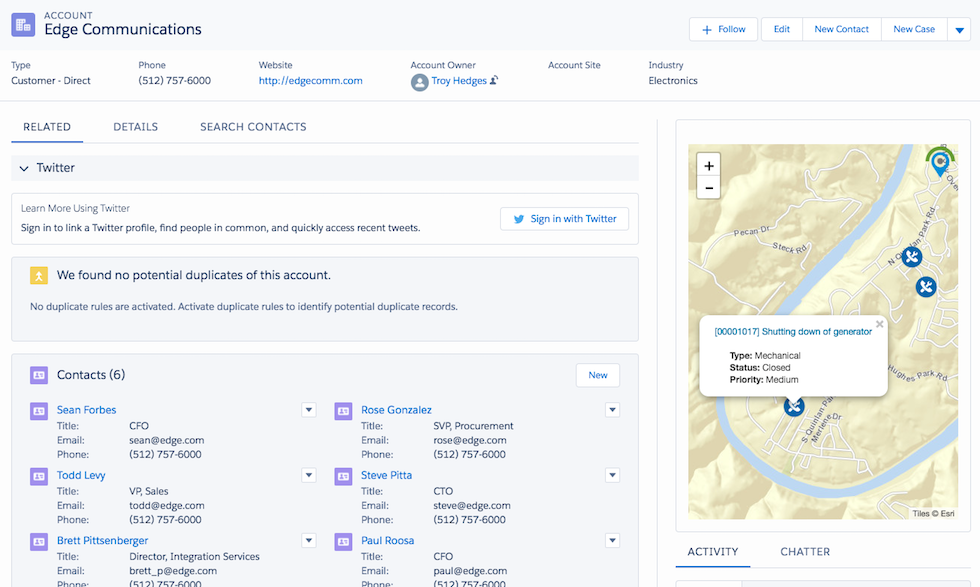 ACCOUNT
Edge Communications
+ Follow
Edit
New Contact
New Case
Type
Phone
Website
Account Owner
Account Site
Industry
Customer - Direct
(512) 757-6000
http://edgecomm.com
Troy Hedges
Electronics
RELATED
DETAILS
SEARCH CONTACTS
Twitter
Learn More Using Twitter
Sign in to link a Twitter profile, find people in common, and quickly access recent tweets.
Sign in with Twitter
We found no potential duplicates of this account.
No duplicate rules are activated. Activate duplicate rules to identify potential duplicate records.
Contacts (6)
New
Sean Forbes
Title: CFO
Email: sean@edge.com
Phone: (512) 757-6000
Rose Gonzalez
Title: SVP, Procurement
Email: rose@edge.com
Phone: (512) 757-6000
Todd Levy
Title: VP, Sales
Email: todd@edge.com
Phone: (512) 757-6000
Steve Pitta
Title: CTO
Email: steve@edge.com
Phone: (512) 757-6000
Brett Pittsenberger
Title: Director, Integration Services
Email: brett_p@edge.com
Phone: (512) 757-6000
Paul Roosa
Title: CFO
Email: paul@edge.com
Phone: (512) 757-6000
+
−
Pecan Dr
Steck Rd
N Quinlan Park Rd
Hughes Park Rd
[00001017] Shutting down of generator
×
Type: Mechanical
Status: Closed
Priority: Medium
S Quinlan Par
Merlene Dr
Tiles © Esri
ACTIVITY
CHATTER